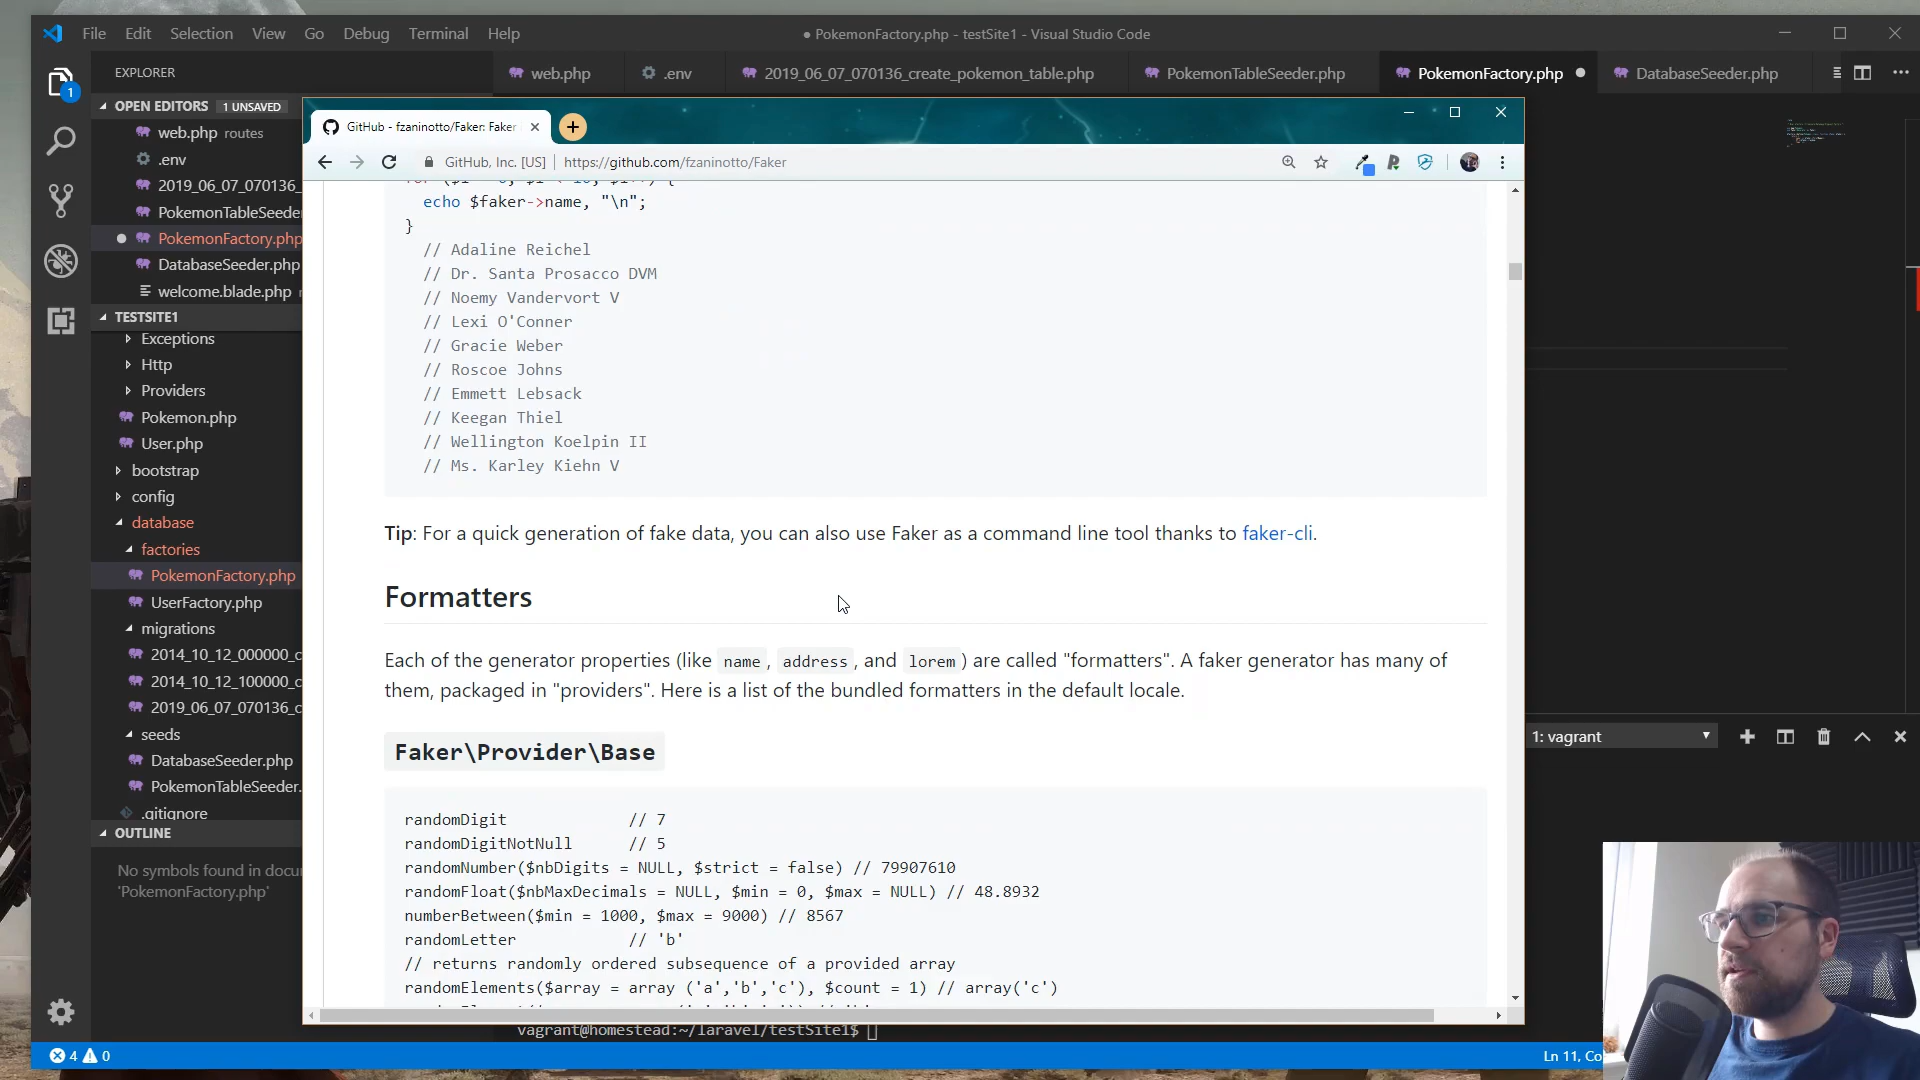 File Edit Selection View Go Debug Terminal Help
● PokemonFactory.php - testSite1 - Visual Studio Code
EXPLORER
web.php
.env
2019_06_07_070136_create_pokemon_table.php
PokemonTableSeeder.php
PokemonFactory.php
DatabaseSeeder.php
OPEN EDITORS 1 UNSAVED
1
web.php routes
.env
2019_06_07_070136_
PokemonTableSeede
PokemonFactory.php
DatabaseSeeder.php
welcome.blade.php
TESTSITE1
Exceptions
Http
Providers
Pokemon.php
User.php
bootstrap
config
database
factories
PokemonFactory.php
UserFactory.php
migrations
2014_10_12_000000_c
2014_10_12_100000_c
2019_06_07_070136_c
seeds
DatabaseSeeder.php
PokemonTableSeeder.
.gitignore
OUTLINE
No symbols found in docu
'PokemonFactory.php'
GitHub - fzaninotto/Faker: Faker
GitHub, Inc. [US] | https://github.com/fzaninotto/Faker
echo $faker->name, "\n";
}
// Adaline Reichel
// Dr. Santa Prosacco DVM
// Noemy Vandervort V
// Lexi O'Conner
// Gracie Weber
// Roscoe Johns
// Emmett Lebsack
// Keegan Thiel
// Wellington Koelpin II
// Ms. Karley Kiehn V
Tip: For a quick generation of fake data, you can also use Faker as a command line tool thanks to faker-cli.
Formatters
Each of the generator properties (like name, address, and lorem) are called "formatters". A faker generator has many of
them, packaged in "providers". Here is a list of the bundled formatters in the default locale.
Faker\Provider\Base
randomDigit // 7
randomDigitNotNull // 5
randomNumber($nbDigits = NULL, $strict = false) // 79907610
randomFloat($nbMaxDecimals = NULL, $min = 0, $max = NULL) // 48.8932
numberBetween($min = 1000, $max = 9000) // 8567
randomLetter // 'b'
// returns randomly ordered subsequence of a provided array
randomElements($array = array ('a','b','c'), $count = 1) // array('c')
1: vagrant
vagrant@homestead:~/laravel/testSite1$
4 0
Ln 11, Co